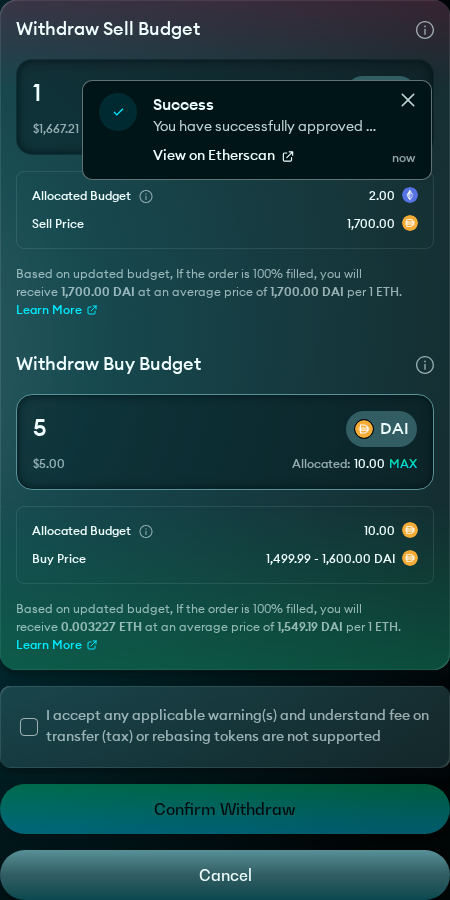 Withdraw Sell Budget
1
$1,667.21
Success
You have successfully approved ...
View on Etherscan
now
Allocated Budget 2.00
Sell Price 1,700.00
Based on updated budget, If the order is 100% filled, you will
receive 1,700.00 DAI at an average price of 1,700.00 DAI per 1 ETH.
Learn More
Withdraw Buy Budget
5 DAI
$5.00 Allocated: 10.00 MAX
Allocated Budget 10.00
Buy Price 1,499.99 - 1,600.00 DAI
Based on updated budget, If the order is 100% filled, you will
receive 0.003227 ETH at an average price of 1,549.19 DAI per 1 ETH.
Learn More
I accept any applicable warning(s) and understand fee on
transfer (tax) or rebasing tokens are not supported
Confirm Withdraw
Cancel